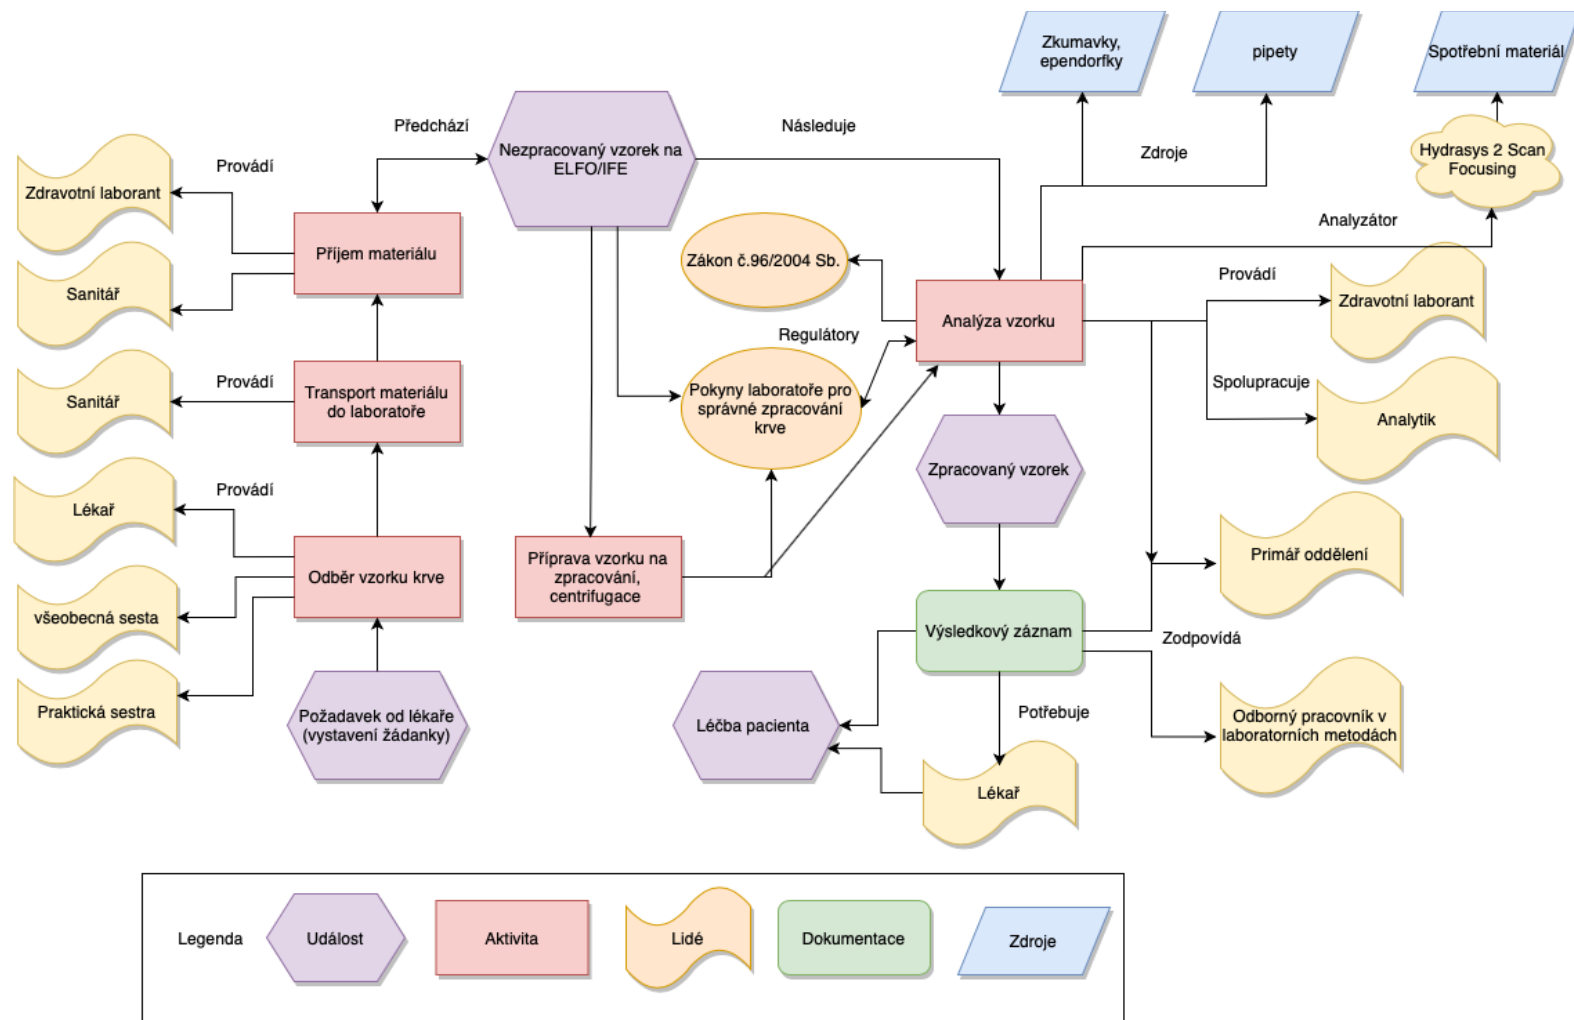 Zkumavky,
ependorfky
pipety
Spotřební materiál
Předchází
Následuje
Nezpracovaný vzorek na
ELFO/IFE
Zdroje
Hydrasys 2 Scan
Focusing
Provádí
Zdravotní laborant
Příjem materiálu
Sanitář
Zákon č.96/2004 Sb.
Analyzátor
Analýza vzorku
Provádí
Zdravotní laborant
Regulátory
Spolupracuje
Analytik
Provádí
Sanitář
Transport materiálu
do laboratoře
Pokyny laboratoře pro
správné zpracování
krve
Zpracovaný vzorek
Provádí
Lékař
Odběr vzorku krve
všeobecná sesta
Praktická sestra
Příprava vzorku na
zpracování,
centrifugace
Primář oddělení
Výsledkový záznam
Zodpovídá
Požadavek od lékaře
(vystavení žádanky)
Léčba pacienta
Potřebuje
Odborný pracovník v
laboratorních metodách
Lékař
Legenda
Událost
Aktivita
Lidé
Dokumentace
Zdroje